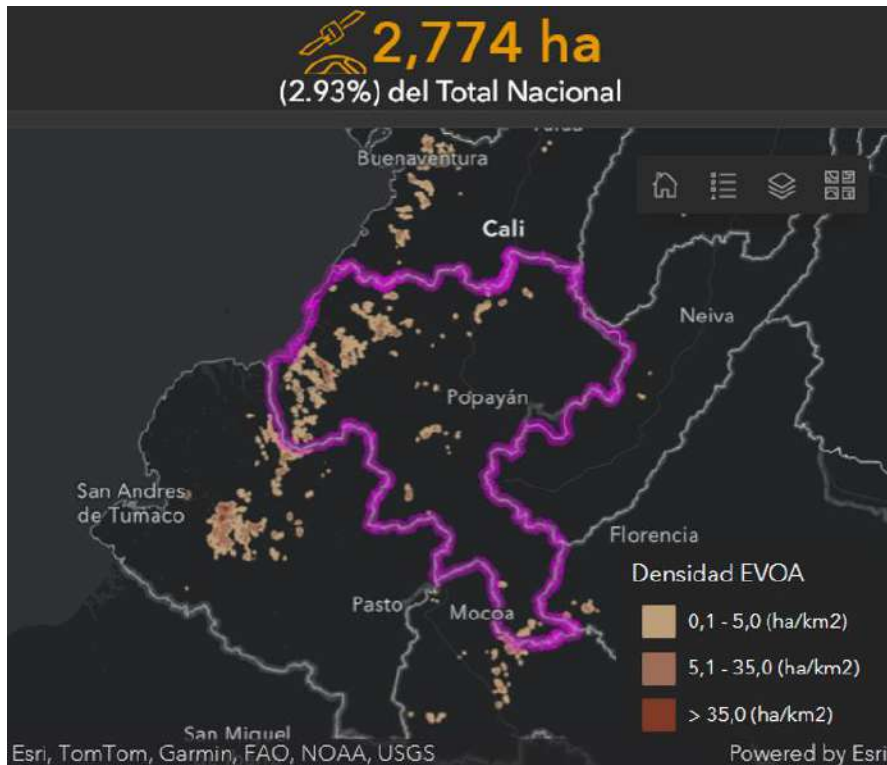 2,774 ha
(2.93%) del Total Nacional
Buenaventura
Cali
Neiva
Popayán
San Andres
de Tumaco
Florencia
Densidad EVOA
Pasto
Mocoa
0,1 - 5,0 (ha/km2)
5,1 - 35,0 (ha/km2)
> 35,0 (ha/km2)
San Miguel
Esri, TomTom, Garmin, FAO, NOAA, USGS
Powered by Esri